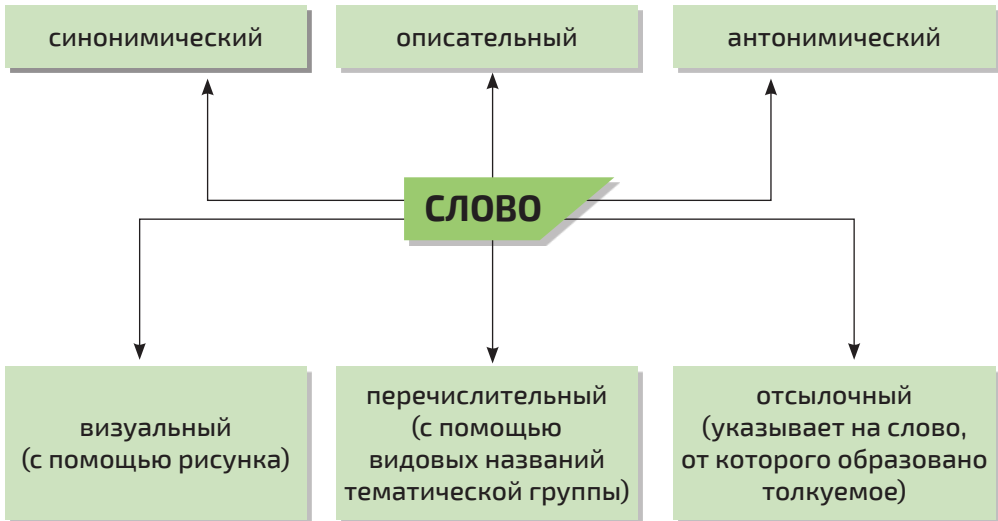 синонимический
описательный
антонимический
СЛОВО
визуальный
(с помощью рисунка)
перечислительный
(с помощью
видовых названий
тематической группы)
отсылочный
(указывает на слово,
от которого образовано
толкуемое)